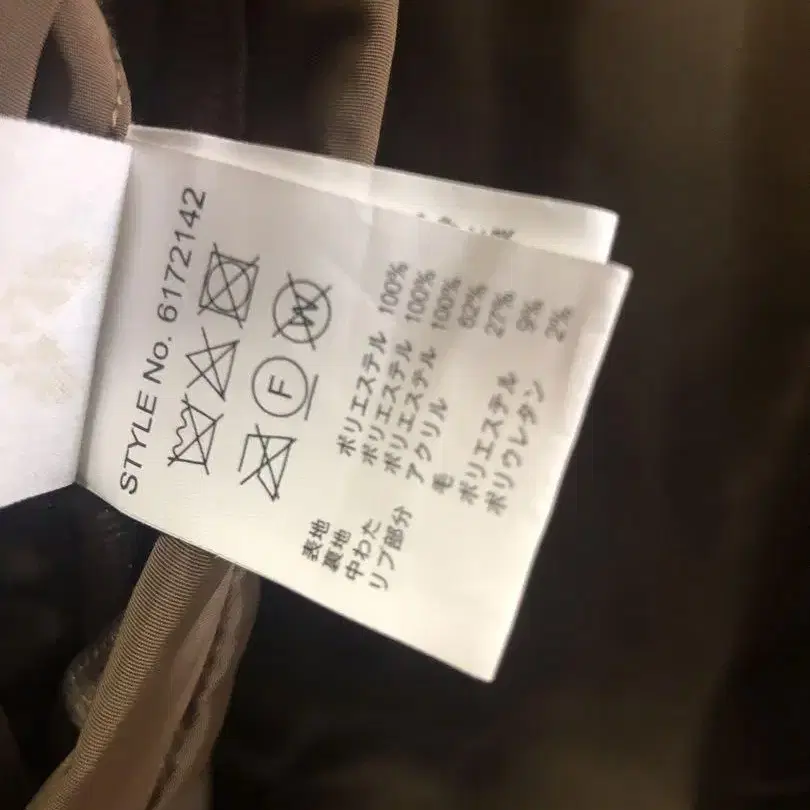 STYLE No. 6172142
F
W
表地 ポリエステル 100%
裏地 ポリエステル 100%
中わた ポリエステル 100%
リブ部分 アクリル 62%
毛 27%
ポリエステル 9%
ポリウレタン 2%